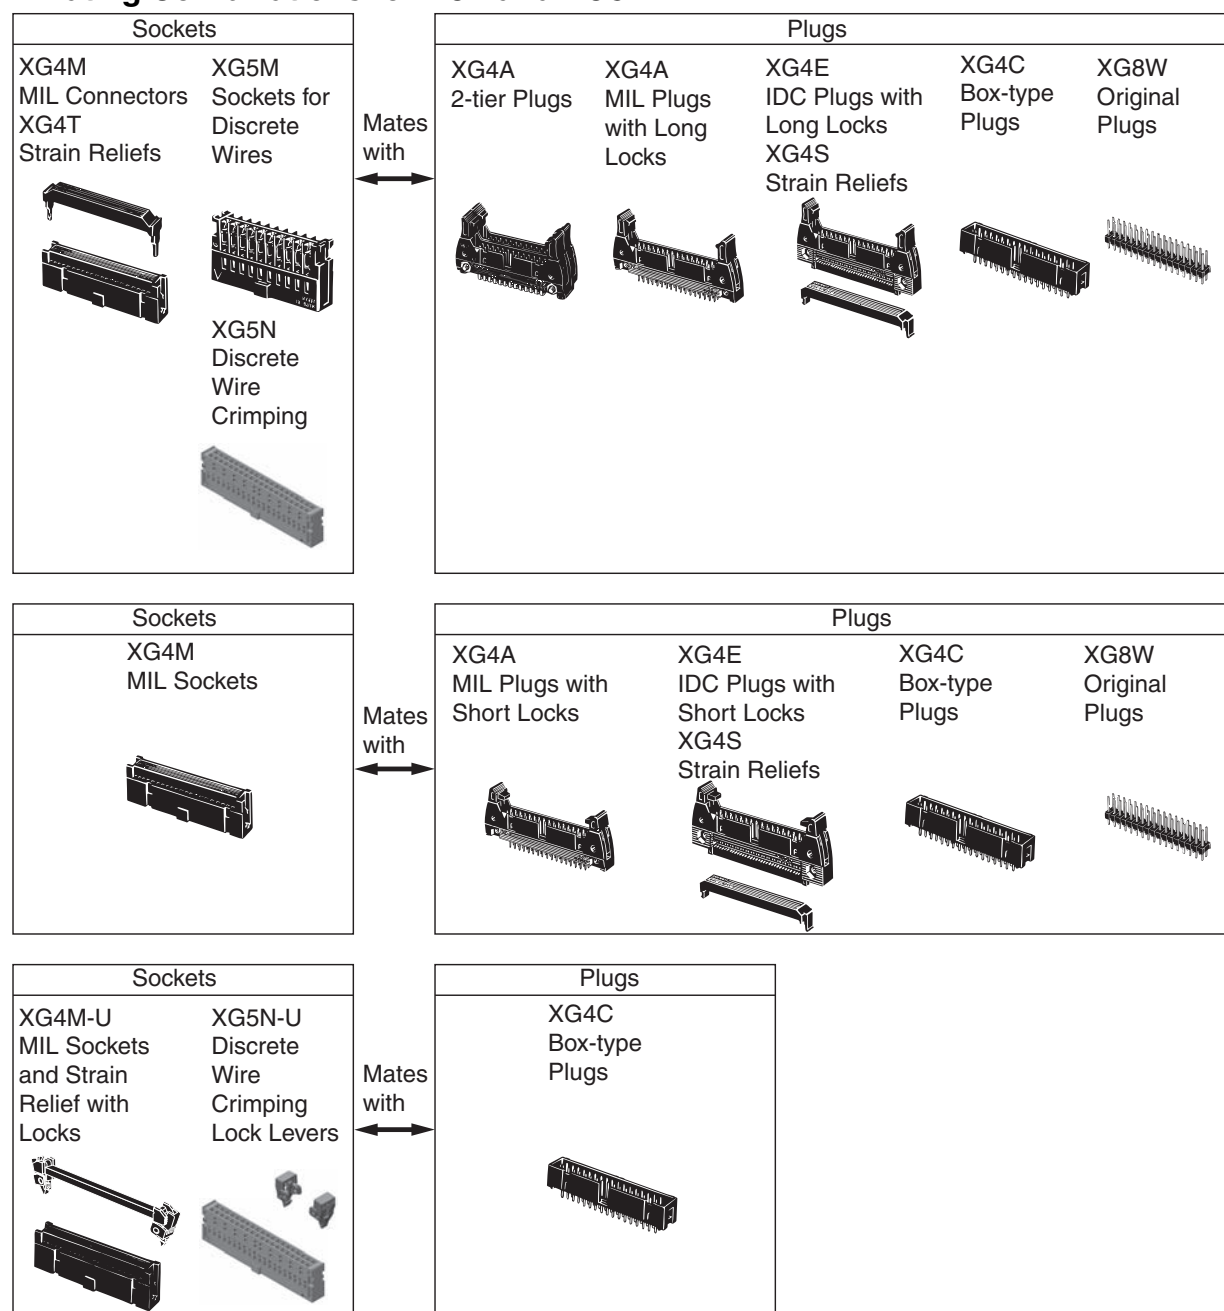 Sockets
XG4M
MIL Connectors
XG4T
Strain Reliefs
XG5M
Sockets for
Discrete
Wires
XG5N
Discrete
Wire
Crimping
Mates
with
Plugs
XG4A
2-tier Plugs
XG4A
MIL Plugs
with Long
Locks
XG4E
IDC Plugs with
Long Locks
XG4S
Strain Reliefs
XG4C
Box-type
Plugs
XG8W
Original
Plugs
Sockets
XG4M
MIL Sockets
Mates
with
Plugs
XG4A
MIL Plugs with
Short Locks
XG4E
IDC Plugs with
Short Locks
XG4S
Strain Reliefs
XG4C
Box-type
Plugs
XG8W
Original
Plugs
Sockets
XG4M-U
MIL Sockets
and Strain
Relief with
Locks
XG5N-U
Discrete
Wire
Crimping
Lock Levers
Mates
with
Plugs
XG4C
Box-type
Plugs